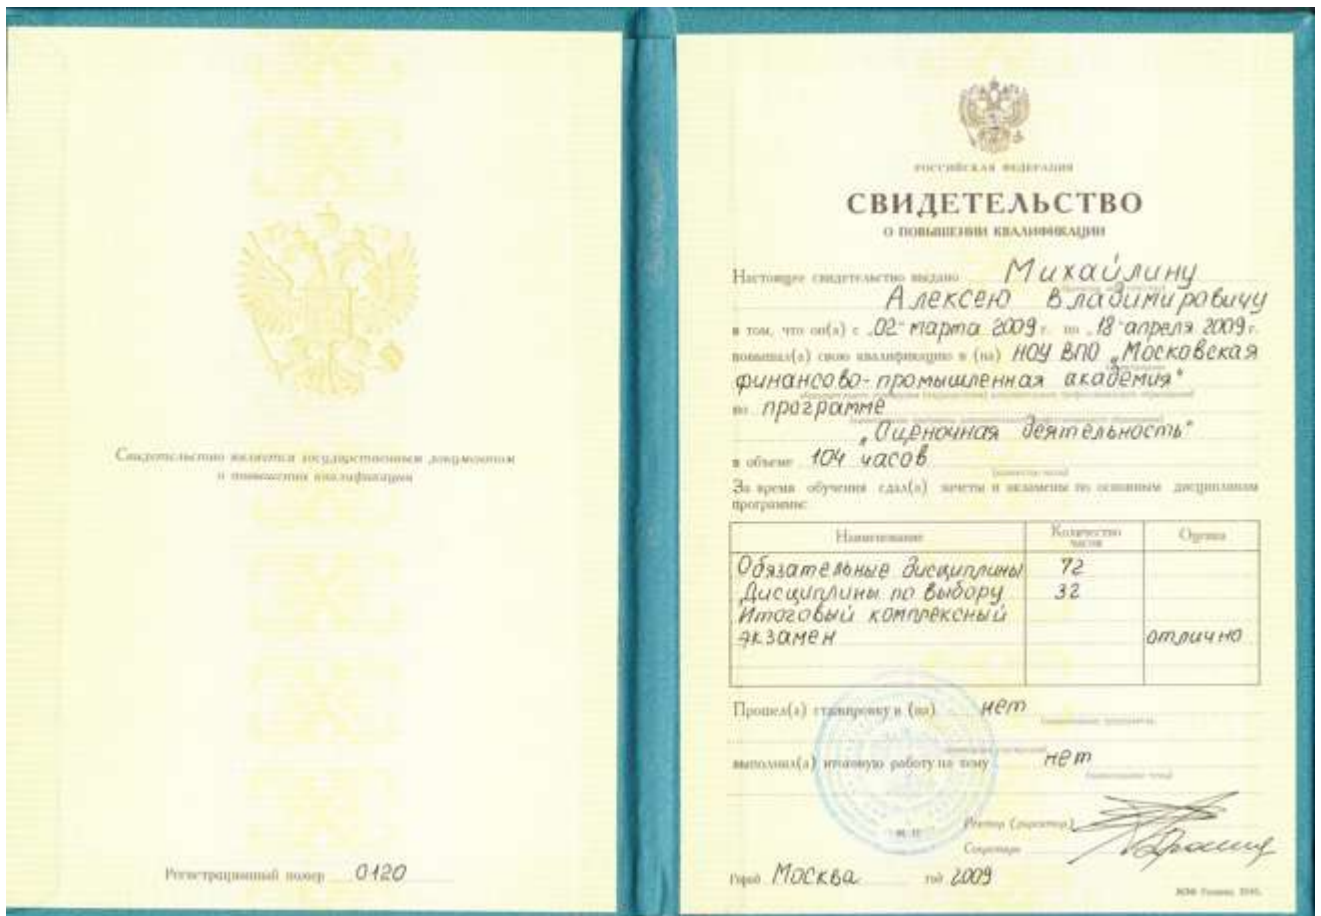 Свидетельство является государственным документом
о повышении квалификации
Регистрационный номер 0120
РОССИЙСКАЯ ФЕДЕРАЦИЯ
СВИДЕТЕЛЬСТВО
О ПОВЫШЕНИИ КВАЛИФИКАЦИИ
Настоящее свидетельство выдано Михайлину
Алексею Владимировичу
в том, что он(а) с „02" марта 2009 г. по „18" апреля 2009 г.
повышал(а) свою квалификацию в (на) НОУ ВПО „Московская
финансово-промышленная академия"
по программе
„Оценочная деятельность"
в объеме 104 часов
(количество часов)
За время обучения сдал(а) зачеты и экзамены по основным дисциплинам
программы:
Наименование Количество часов Оценка
Обязательные дисциплины 72
Дисциплины по выбору 32
Итоговый комплексный
экзамен отлично
Прошел(а) стажировку в (на) нет
выполнил(а) итоговую работу на тему нет
М.П. Ректор (директор)
Секретарь
Город Москва год 2009